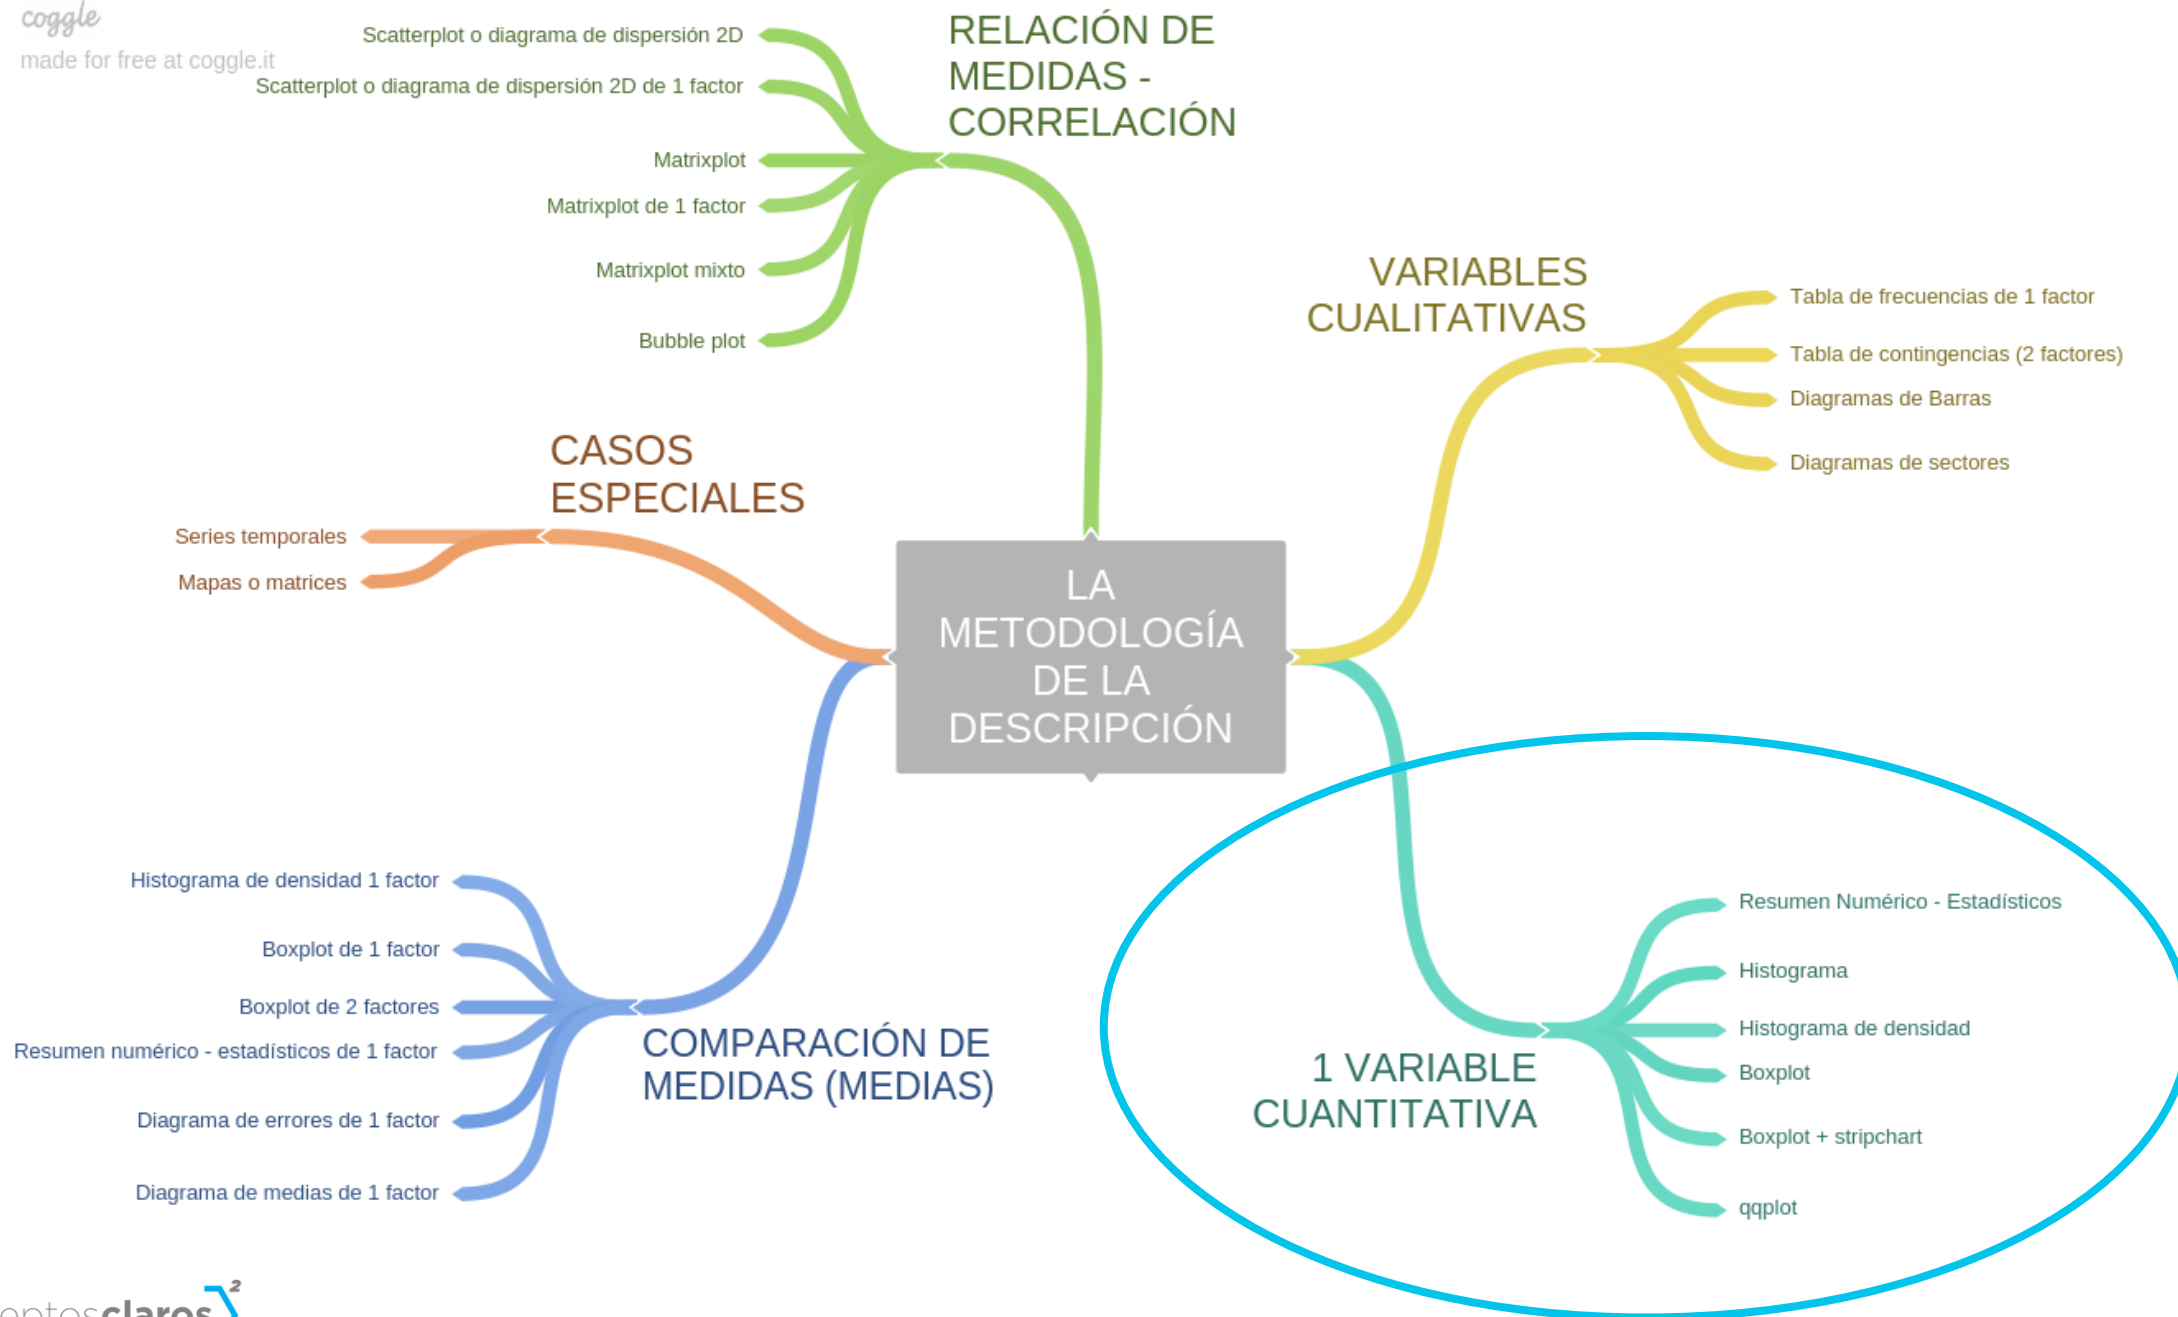 coggle
made for free at coggle.it
RELACIÓN DE
MEDIDAS -
CORRELACIÓN
Scatterplot o diagrama de dispersión 2D
Scatterplot o diagrama de dispersión 2D de 1 factor
Matrixplot
Matrixplot de 1 factor
Matrixplot mixto
Bubble plot
VARIABLES
CUALITATIVAS
Tabla de frecuencias de 1 factor
Tabla de contingencias (2 factores)
Diagramas de Barras
Diagramas de sectores
CASOS
ESPECIALES
Series temporales
Mapas o matrices
LA
METODOLOGÍA
DE LA
DESCRIPCIÓN
Histograma de densidad 1 factor
Boxplot de 1 factor
Boxplot de 2 factores
Resumen numérico - estadísticos de 1 factor
Diagrama de errores de 1 factor
Diagrama de medias de 1 factor
COMPARACIÓN DE
MEDIDAS (MEDIAS)
1 VARIABLE
CUANTITATIVA
Resumen Numérico - Estadísticos
Histograma
Histograma de densidad
Boxplot
Boxplot + stripchart
qqplot
2